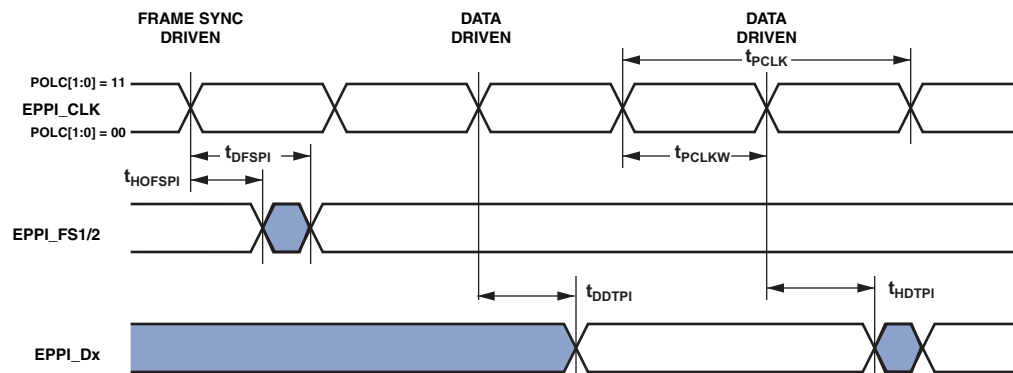 FRAME SYNC
DRIVEN
DATA
DRIVEN
DATA
DRIVEN
tPCLK
POLC[1:0] = 11
EPPI_CLK
POLC[1:0] = 00
tDFSPI
tPCLKW
tHOFSPI
EPPI_FS1/2
tDDTPI
tHDTPI
EPPI_Dx